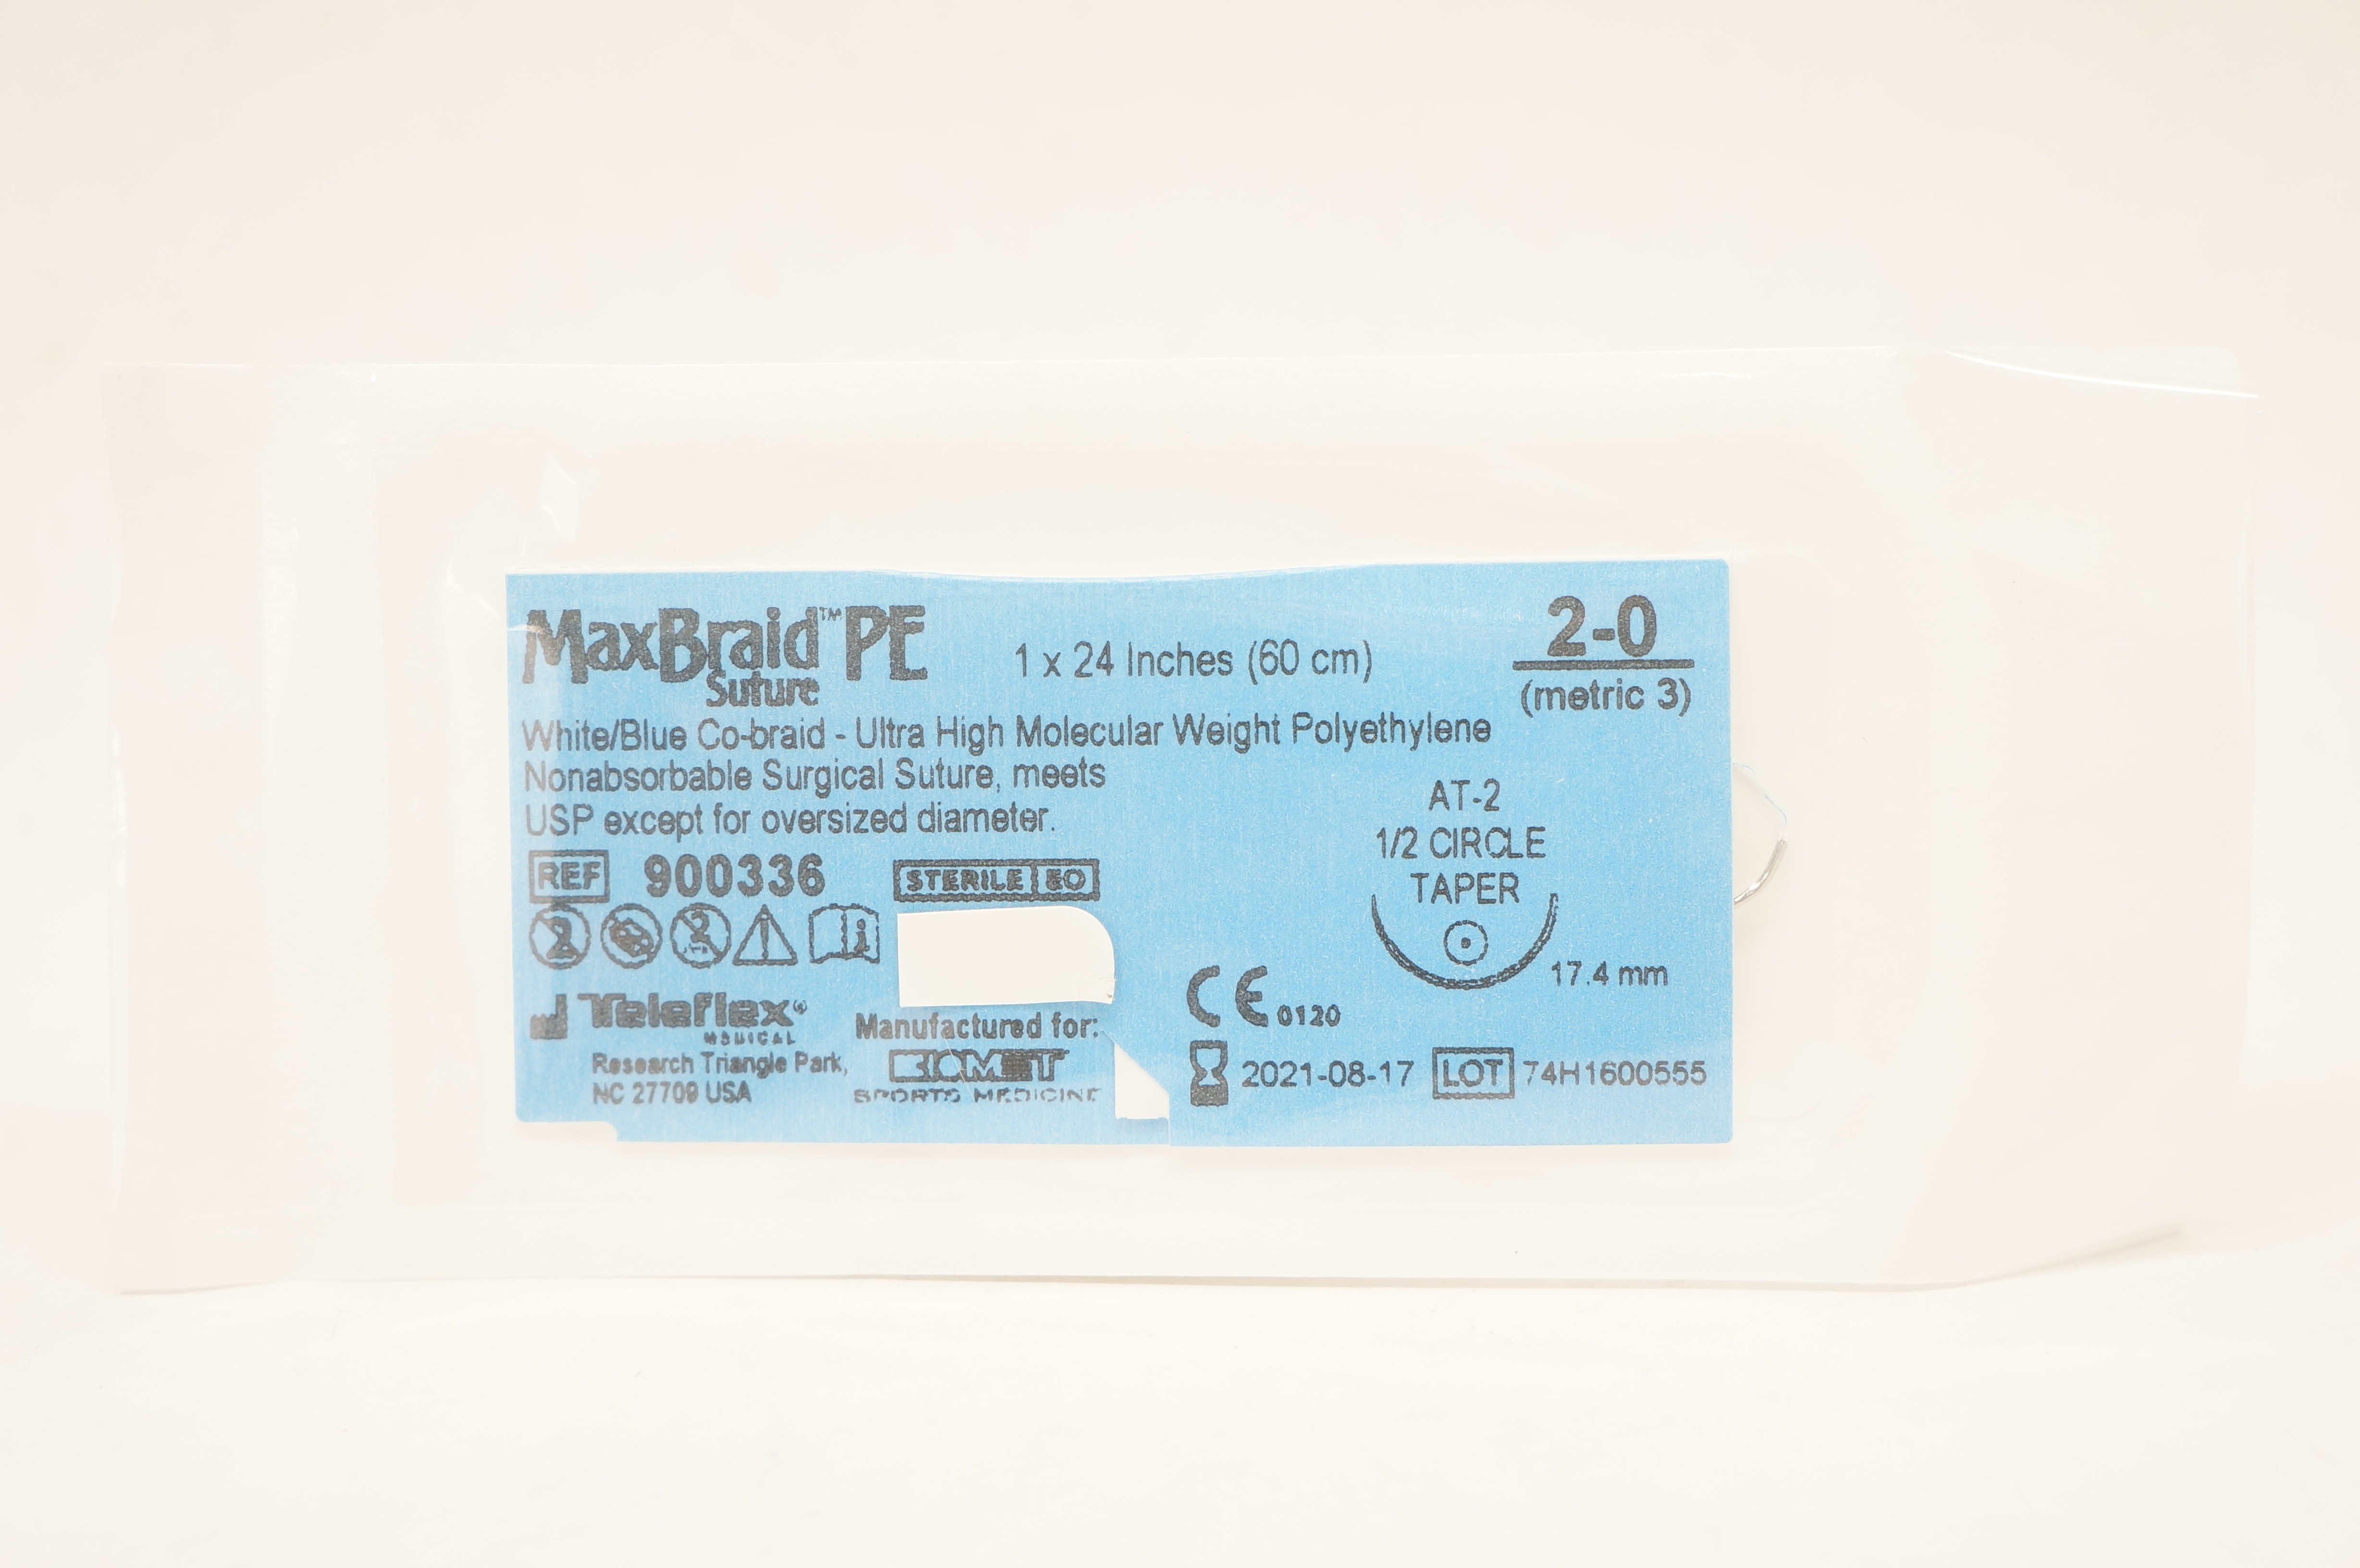 MaxBraid™ PE
Suture
1 x 24 Inches (60 cm)
2-0
(metric 3)
White/Blue Co-braid - Ultra High Molecular Weight Polyethylene
Nonabsorbable Surgical Suture, meets
USP except for oversized diameter.
AT-2
1/2 CIRCLE
TAPER
17.4 mm
REF 900336
STERILE EO
2 2 i
Teleflex®
MEDICAL
Research Triangle Park,
NC 27709 USA
Manufactured for:
BIOMET
SPORTS MEDICINE
CE 0120
2021-08-17 LOT 74H1600555